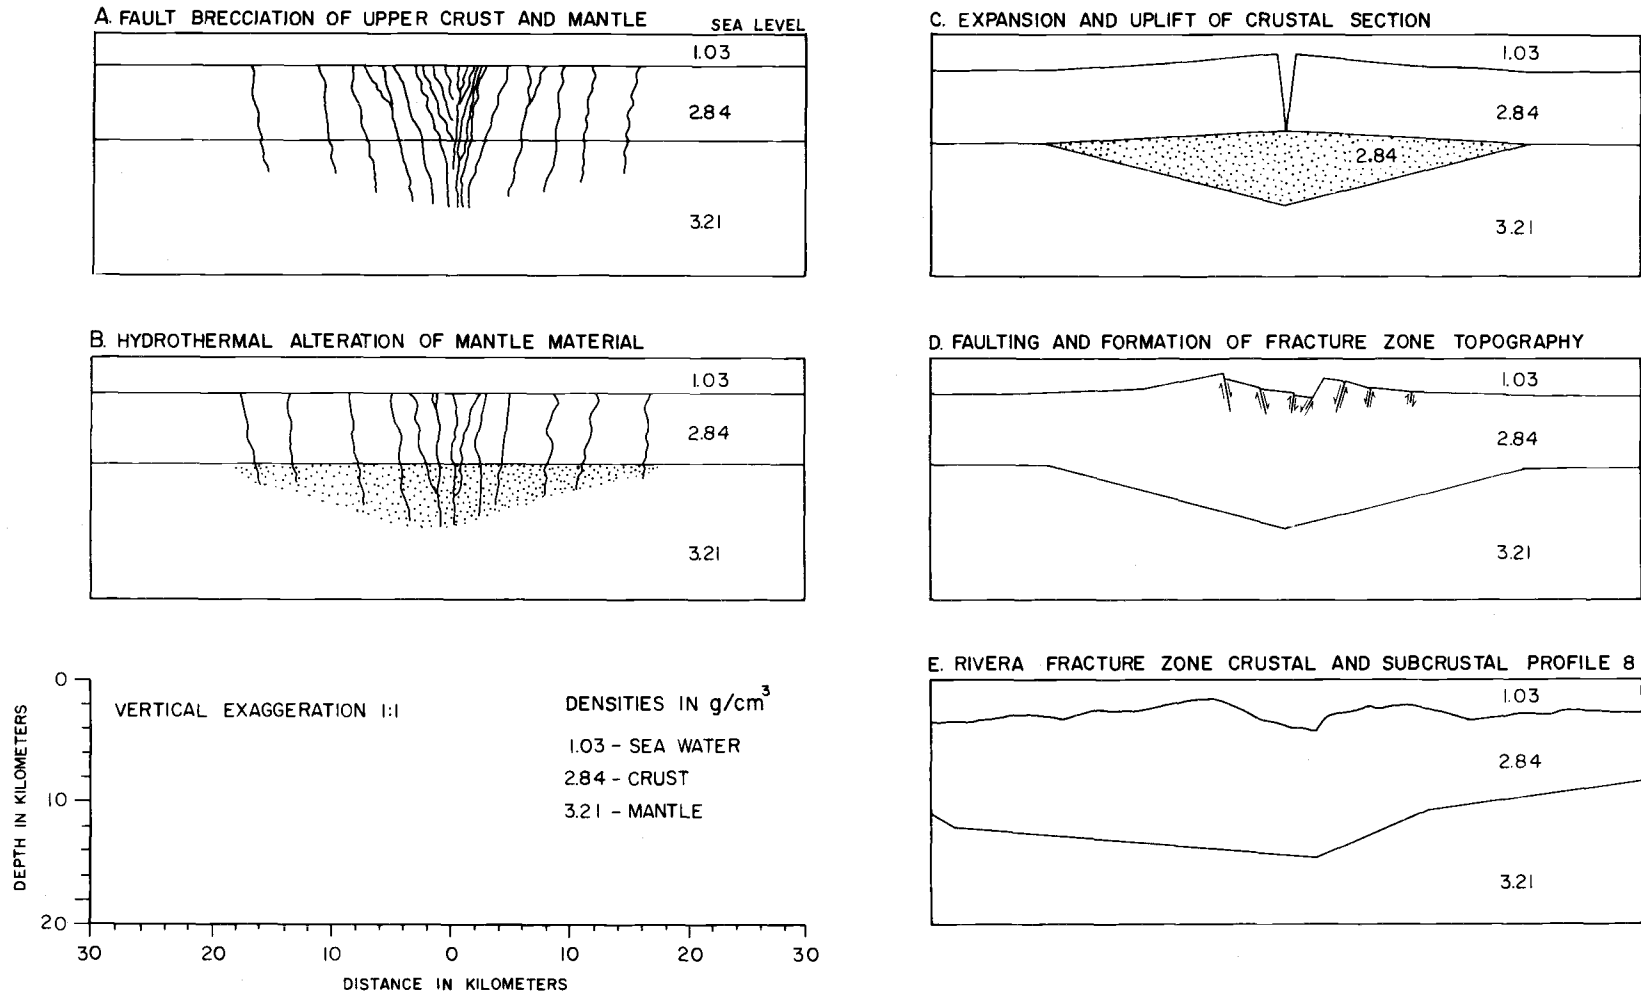 A. FAULT BRECCIATION OF UPPER CRUST AND MANTLE
SEA LEVEL
1.03
2.84
3.21
B. HYDROTHERMAL ALTERATION OF MANTLE MATERIAL
1.03
2.84
3.21
C. EXPANSION AND UPLIFT OF CRUSTAL SECTION
1.03
2.84
2.84
3.21
D. FAULTING AND FORMATION OF FRACTURE ZONE TOPOGRAPHY
1.03
2.84
3.21
E. RIVERA FRACTURE ZONE CRUSTAL AND SUBCRUSTAL PROFILE 8
1.03
2.84
3.21
VERTICAL EXAGGERATION 1:1
DENSITIES IN g/cm3
1.03 - SEA WATER
2.84 - CRUST
3.21 - MANTLE
DEPTH IN KILOMETERS
0
10
20
30 20 10 0 10 20 30
DISTANCE IN KILOMETERS